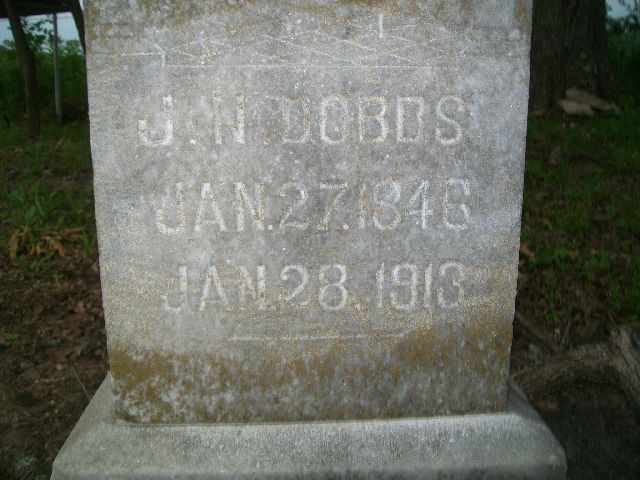 J. N. DOBBS
JAN. 27. 1846
JAN. 28. 1913